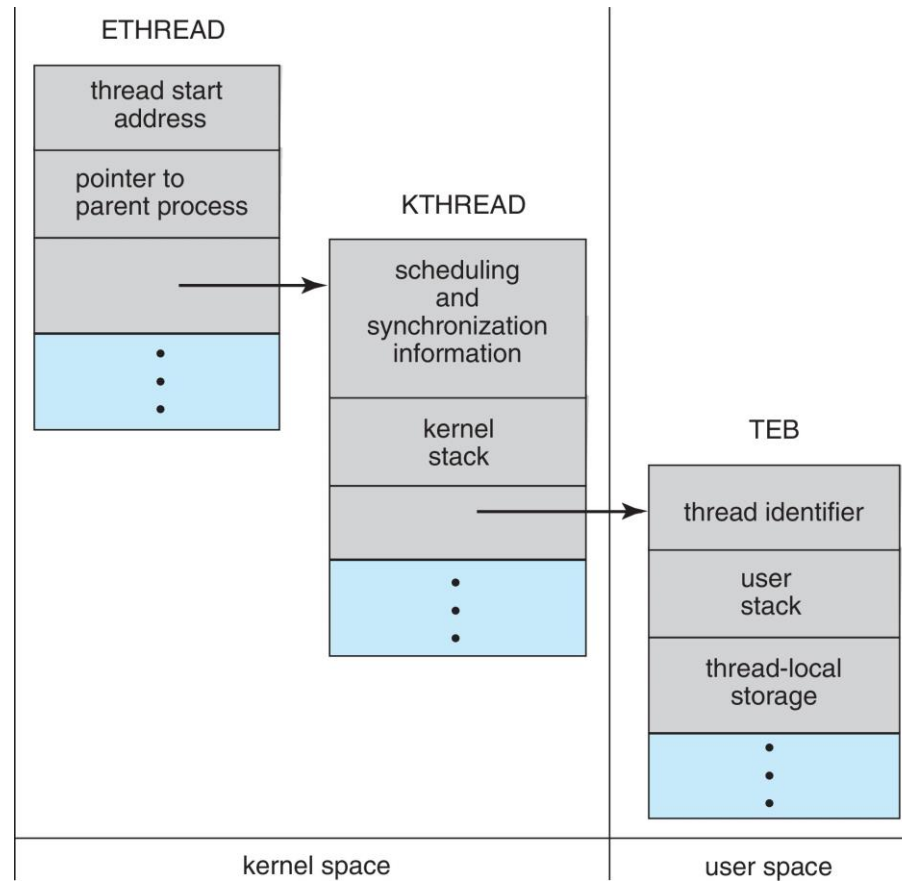 ETHREAD
thread start
address
pointer to
parent process
KTHREAD
scheduling
and
synchronization
information
kernel
stack
TEB
thread identifier
user
stack
thread-local
storage
kernel space
user space